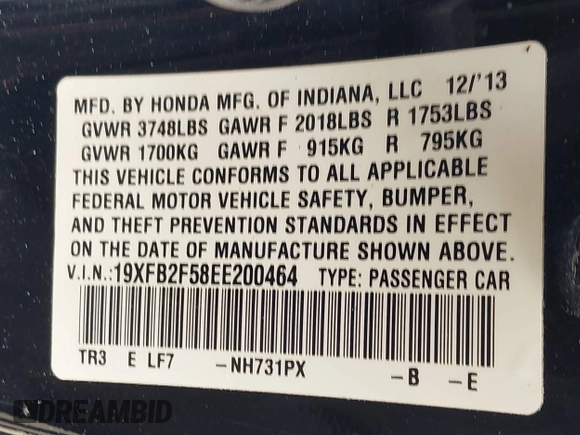 MFD. BY HONDA MFG. OF INDIANA, LLC 12/'13
GVWR 3748LBS GAWR F 2018LBS R 1753LBS
GVWR 1700KG GAWR F 915KG R 795KG
THIS VEHICLE CONFORMS TO ALL APPLICABLE
FEDERAL MOTOR VEHICLE SAFETY, BUMPER,
AND THEFT PREVENTION STANDARDS IN EFFECT
ON THE DATE OF MANUFACTURE SHOWN ABOVE.
V.I.N.:19XFB2F58EE200464 TYPE: PASSENGER CAR
TR3 E LF7 -NH731PX -B -E
DREAMBID